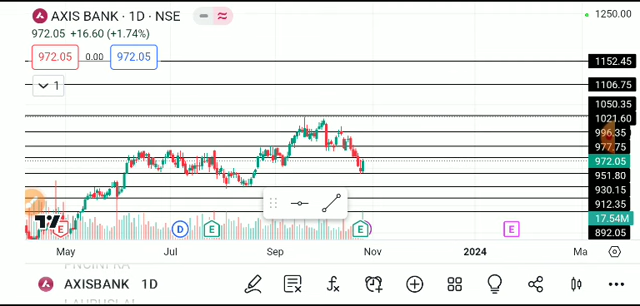 AXIS BANK · 1D · NSE
972.05 +16.60 (+1.74%)
972.05 0.00 972.05
1
1250.00
1152.45
1106.75
1050.35
1021.60
996.35
977.75
972.05
951.80
930.15
912.35
17.54M
892.05
E D E E E
May Jul Sep Nov 2024 Ma
AXISBANK 1D